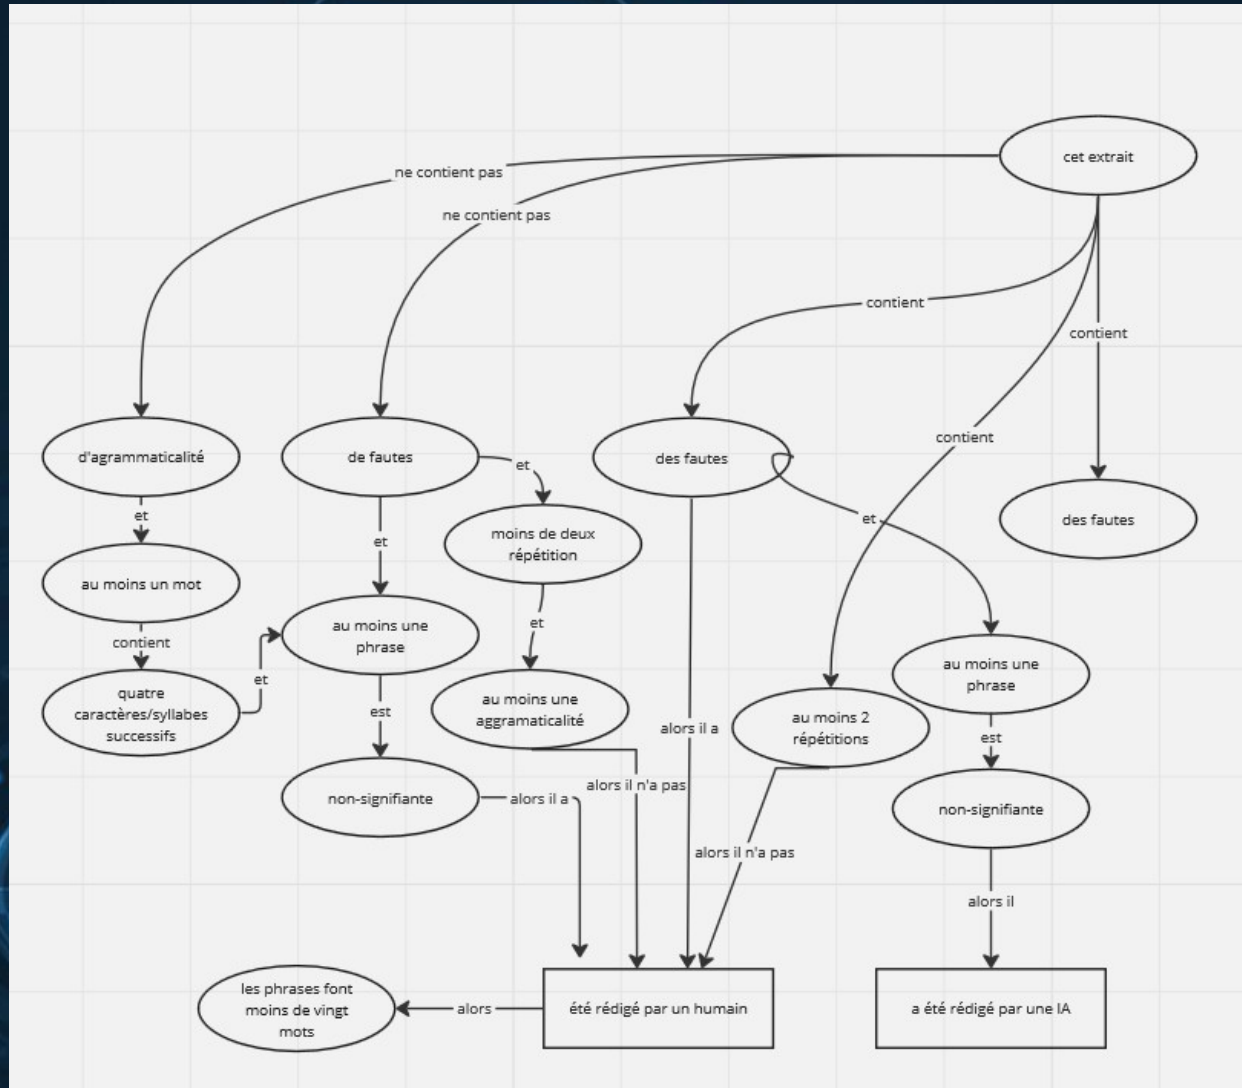 cet extrait
ne contient pas
ne contient pas
contient
contient
contient
d'agrammaticalité
de fautes
et
des fautes
et
moins de deux
répétition
et
des fautes
et
au moins un mot
et
et
contient
au moins une
phrase
au moins une
phrase
quatre
caractères/syllabes
successifs
et
est
au moins une
aggramaticalité
alors il a
au moins 2
répétitions
est
non-signifiante
alors il a
alors il n'a pas
alors il n'a pas
non-signifiante
alors il
les phrases font
moins de vingt
mots
alors
été rédigé par un humain
a été rédigé par une IA